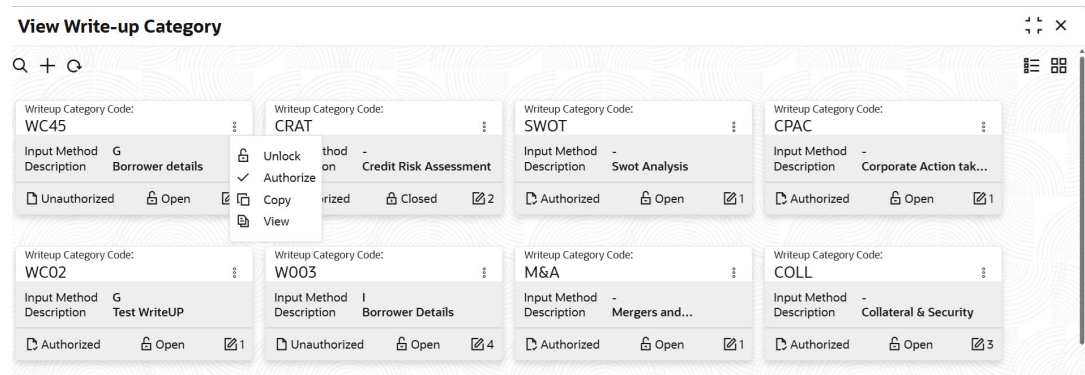 View Write-up Category
Writeup Category Code:
WC45
Input Method G
Description Borrower details
Unauthorized Open
Unlock
Authorize
Copy
View
Writeup Category Code:
CRAT
thod -
on Credit Risk Assessment
rized Closed 2
Writeup Category Code:
SWOT
Input Method -
Description Swot Analysis
Authorized Open 1
Writeup Category Code:
CPAC
Input Method -
Description Corporate Action tak...
Authorized Open 1
Writeup Category Code:
WC02
Input Method G
Description Test WriteUP
Authorized Open 1
Writeup Category Code:
W003
Input Method I
Description Borrower Details
Unauthorized Open 4
Writeup Category Code:
M&A
Input Method -
Description Mergers and...
Authorized Open 1
Writeup Category Code:
COLL
Input Method -
Description Collateral & Security
Authorized Open 3